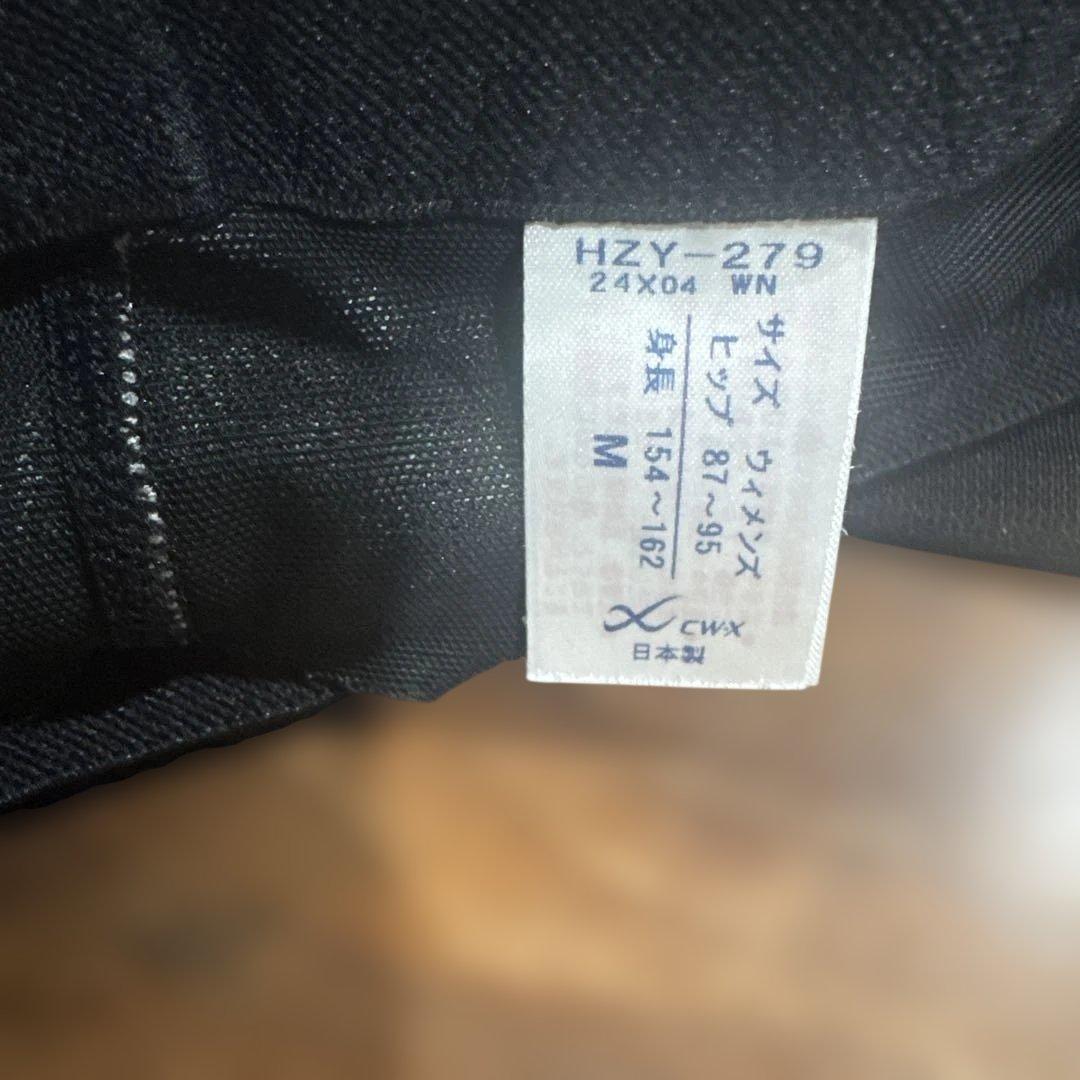 HZY-279
24X04 WN
サイズ ウィメンズ
ヒップ 87~95
身長 154~162
M
CW-X
日本製